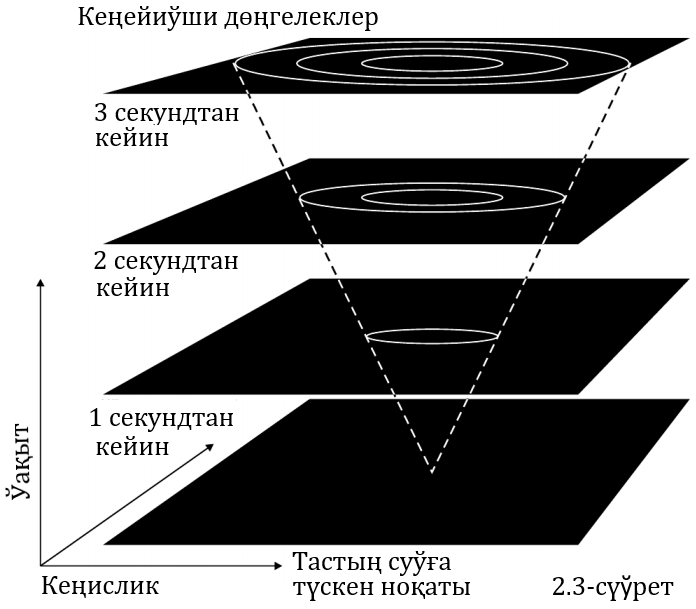 Кеңейиўши дөңгелеклер
3 секундтан
кейин
2 секундтан
кейин
1 секундтан
кейин
Ўақыт
Кеңислик
Тастың суўға
түскен ноқаты
2.3-сүўрет